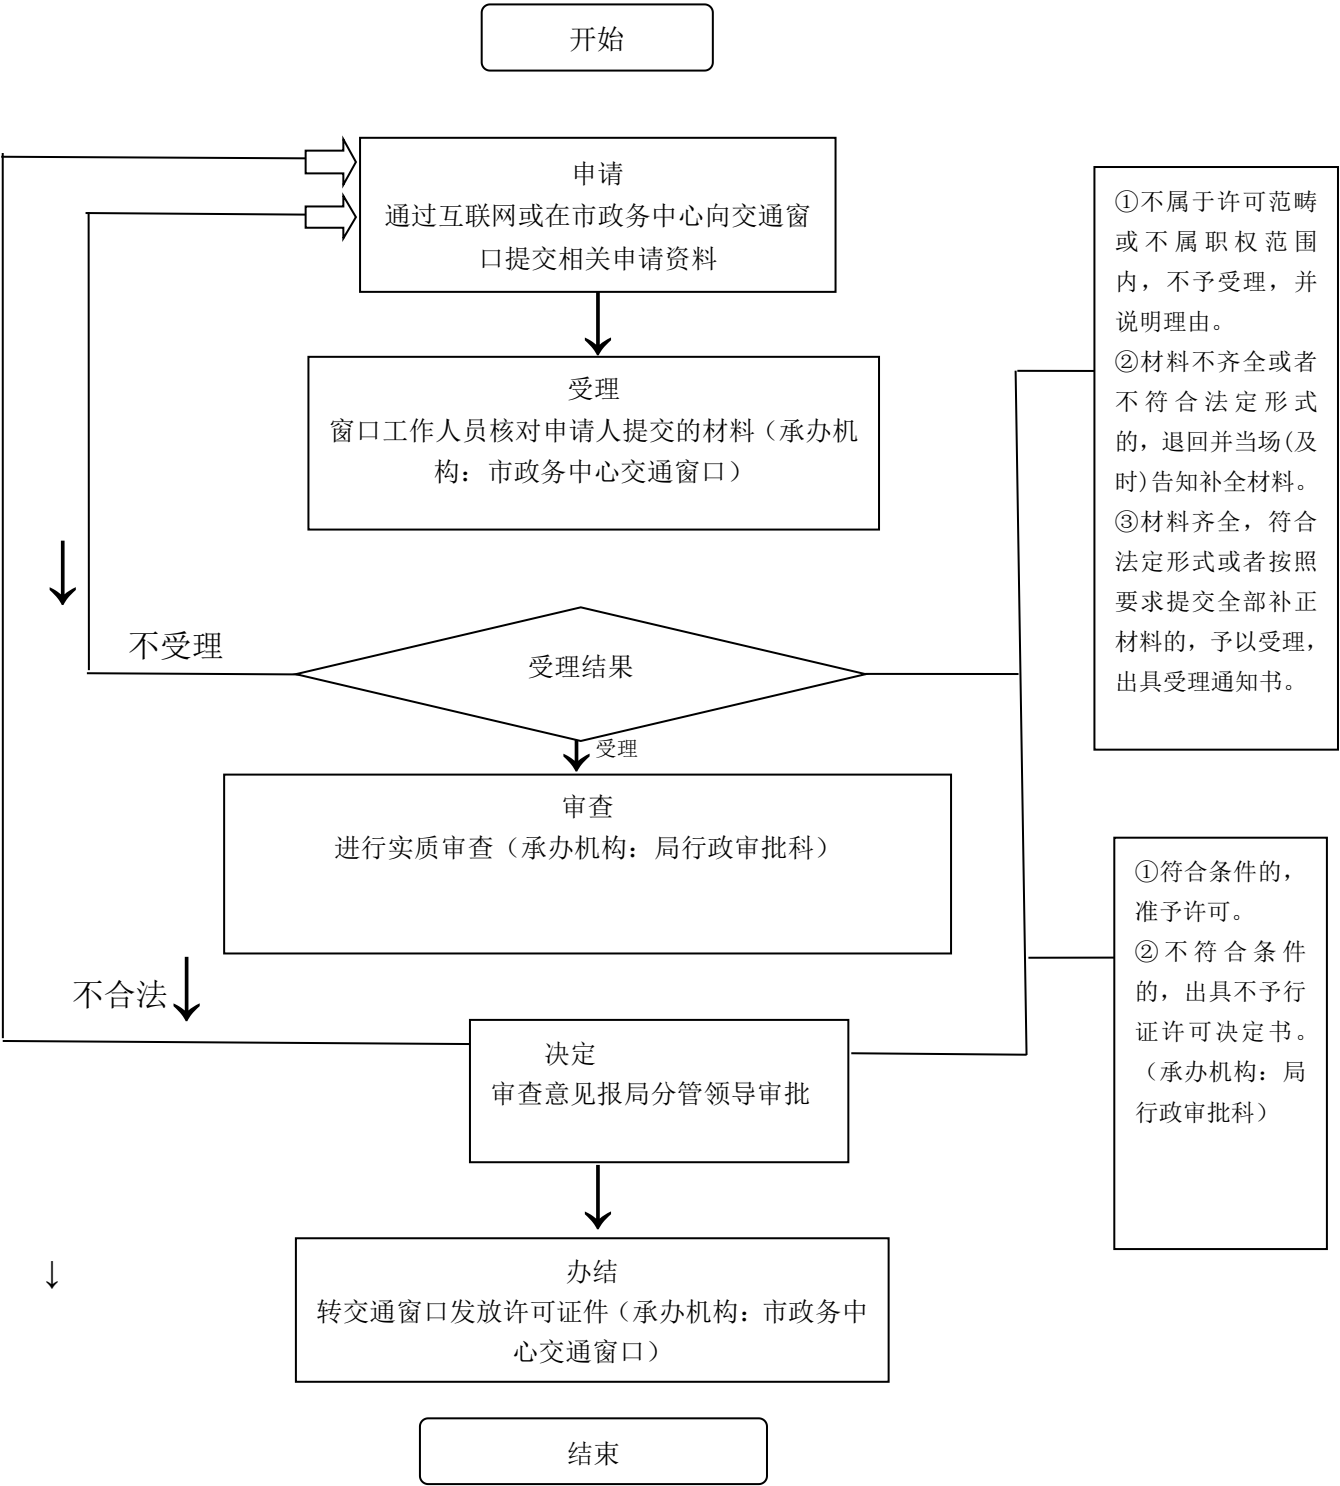 开始
申请
通过互联网或在市政务中心向交通窗
口提交相关申请资料
受理
窗口工作人员核对申请人提交的材料（承办机
构：市政务中心交通窗口）
不受理
受理结果
受理
审查
进行实质审查（承办机构：局行政审批科）
不合法
决定
审查意见报局分管领导审批
办结
转交通窗口发放许可证件（承办机构：市政务中
心交通窗口）
结束
①不属于许可范畴
或不属职权范围
内，不予受理，并
说明理由。
②材料不齐全或者
不符合法定形式
的，退回并当场(及
时)告知补全材料。
③材料齐全，符合
法定形式或者按照
要求提交全部补正
材料的，予以受理，
出具受理通知书。
①符合条件的，
准予许可。
②不符合条件
的，出具不予行
证许可决定书。
（承办机构：局
行政审批科）